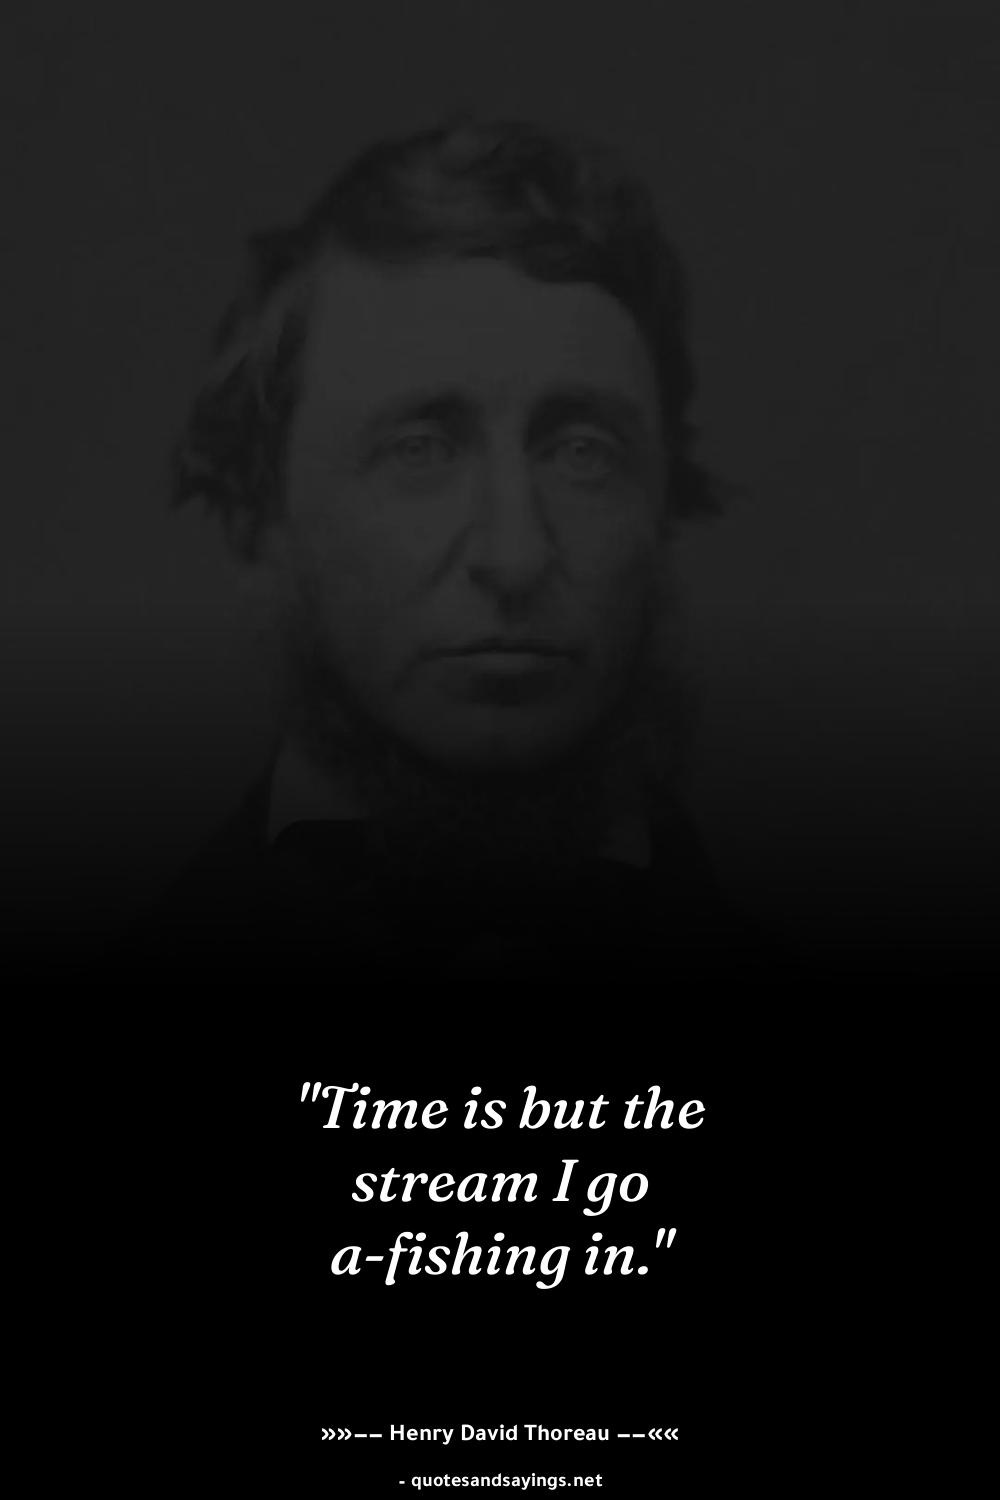 "Time is but the
stream I go
a-fishing in."
»»–– Henry David Thoreau ––««
- quotesandsayings.net